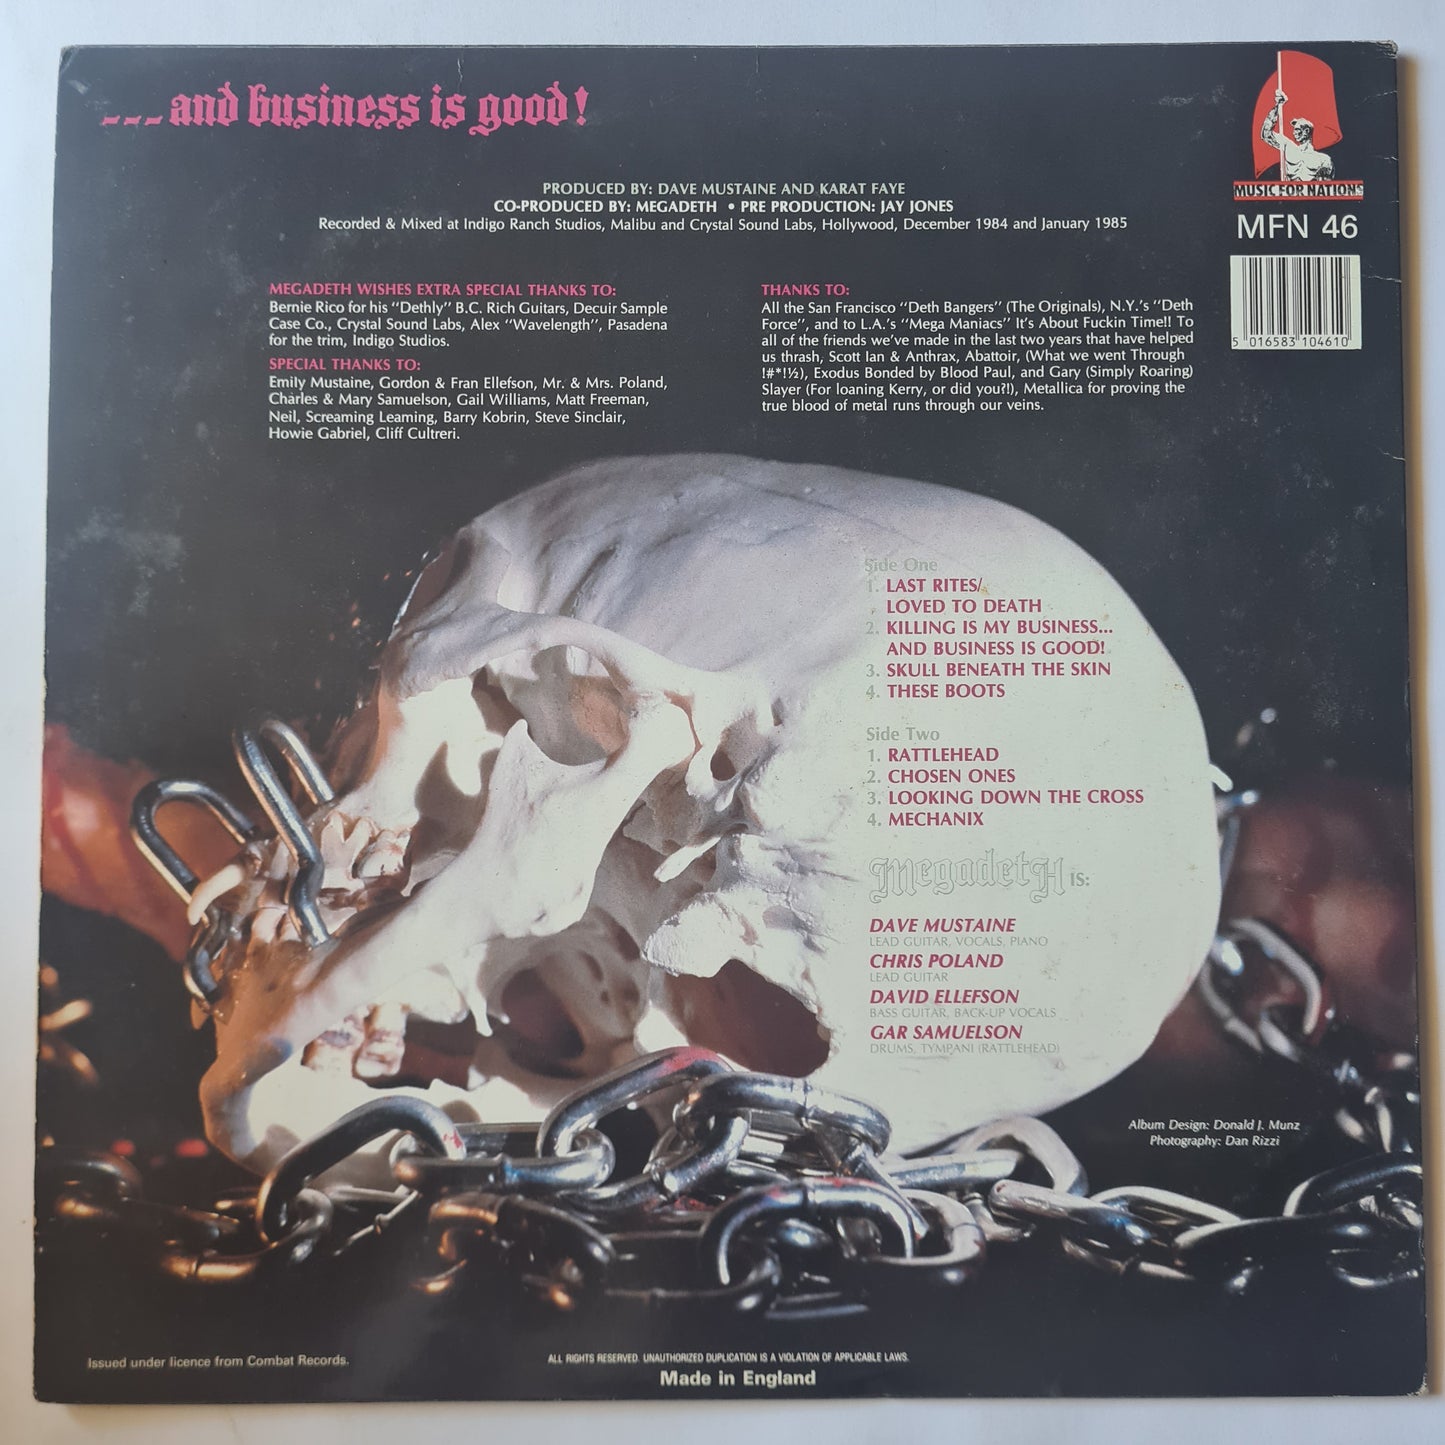 ...and business is good!
MUSIC FOR NATIONS
MFN 46
5 016583 104610
PRODUCED BY: DAVE MUSTAINE AND KARAT FAYE
CO-PRODUCED BY: MEGADETH • PRE PRODUCTION: JAY JONES
Recorded & Mixed at Indigo Ranch Studios, Malibu and Crystal Sound Labs, Hollywood, December 1984 and January 1985
MEGADETH WISHES EXTRA SPECIAL THANKS TO:
Bernie Rico for his "Dethly" B.C. Rich Guitars, Decuir Sample
Case Co., Crystal Sound Labs, Alex "Wavelength", Pasadena
for the trim, Indigo Studios.
SPECIAL THANKS TO:
Emily Mustaine, Gordon & Fran Ellefson, Mr. & Mrs. Poland,
Charles & Mary Samuelson, Gail Williams, Matt Freeman,
Neil, Screaming Leaming, Barry Kobrin, Steve Sinclair,
Howie Gabriel, Cliff Cultreri.
THANKS TO:
All the San Francisco "Deth Bangers" (The Originals), N.Y.'s "Deth
Force", and to L.A.'s "Mega Maniacs" It's About Fuckin Time!! To
all of the friends we've made in the last two years that have helped
us thrash, Scott Ian & Anthrax, Abattoir, (What we went Through
!#*!½), Exodus Bonded by Blood Paul, and Gary (Simply Roaring)
Slayer (For loaning Kerry, or did you?!), Metallica for proving the
true blood of metal runs through our veins.
Side One
1. LAST RITES/
LOVED TO DEATH
2. KILLING IS MY BUSINESS...
AND BUSINESS IS GOOD!
3. SKULL BENEATH THE SKIN
4. THESE BOOTS
Side Two
1. RATTLEHEAD
2. CHOSEN ONES
3. LOOKING DOWN THE CROSS
4. MECHANIX
MegadetH IS:
DAVE MUSTAINE
LEAD GUITAR, VOCALS, PIANO
CHRIS POLAND
LEAD GUITAR
DAVID ELLEFSON
BASS GUITAR, BACK-UP VOCALS
GAR SAMUELSON
DRUMS, TYMPANI (RATTLEHEAD)
Album Design: Donald J. Munz
Photography: Dan Rizzi
Issued under licence from Combat Records.
ALL RIGHTS RESERVED. UNAUTHORIZED DUPLICATION IS A VIOLATION OF APPLICABLE LAWS.
Made in England